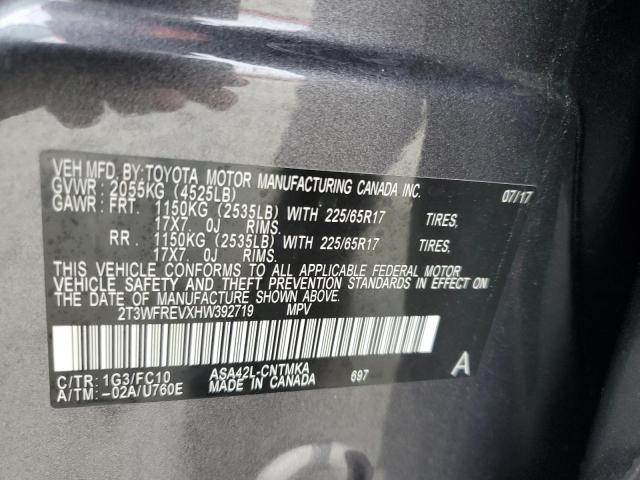 VEH MFD. BY: TOYOTA MOTOR MANUFACTURING CANADA INC. 07/17
GVWR: 2055KG (4525LB)
GAWR: FRT. 1150KG (2535LB) WITH 225/65R17 TIRES,
17X7. 0J RIMS.
RR. 1150KG (2535LB) WITH 225/65R17 TIRES,
17X7. 0J RIMS.
THIS VEHICLE CONFORMS TO ALL APPLICABLE FEDERAL MOTOR
VEHICLE SAFETY AND THEFT PREVENTION STANDARDS IN EFFECT ON
THE DATE OF MANUFACTURE SHOWN ABOVE.
2T3WFREVXHW392719 MPV
C/TR: 1G3/FC10 ASA42L-CNTMKA 697 A
A/TM: -02A/U760E MADE IN CANADA